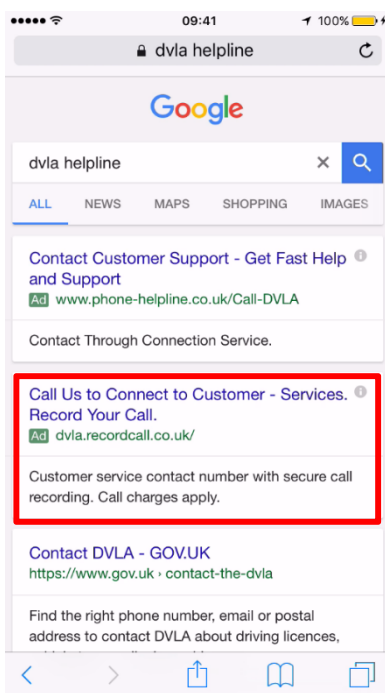 09:41
100%
dvla helpline
Google
dvla helpline
ALL NEWS MAPS SHOPPING IMAGES
Contact Customer Support - Get Fast Help
and Support
Ad www.phone-helpline.co.uk/Call-DVLA
Contact Through Connection Service.
Call Us to Connect to Customer - Services.
Record Your Call.
Ad dvla.recordcall.co.uk/
Customer service contact number with secure call
recording. Call charges apply.
Contact DVLA - GOV.UK
https://www.gov.uk › contact-the-dvla
Find the right phone number, email or postal
address to contact DVLA about driving licences,